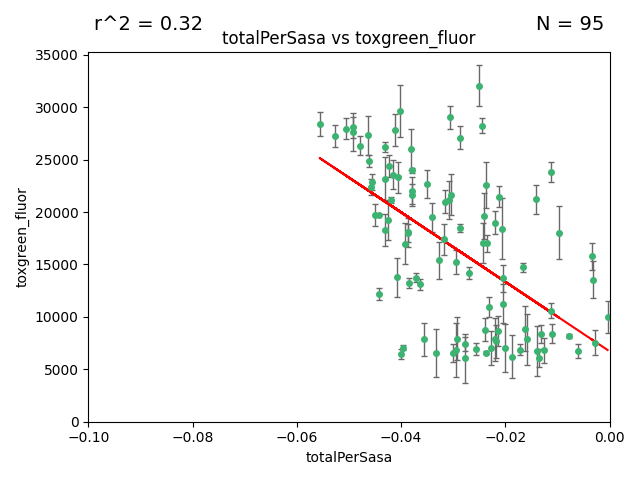 r^2 = 0.32
N = 95
totalPerSasa vs toxgreen_fluor
35000
30000
25000
20000
15000
10000
5000
0
toxgreen_fluor
−0.10
−0.08
−0.06
−0.04
−0.02
0.00
totalPerSasa